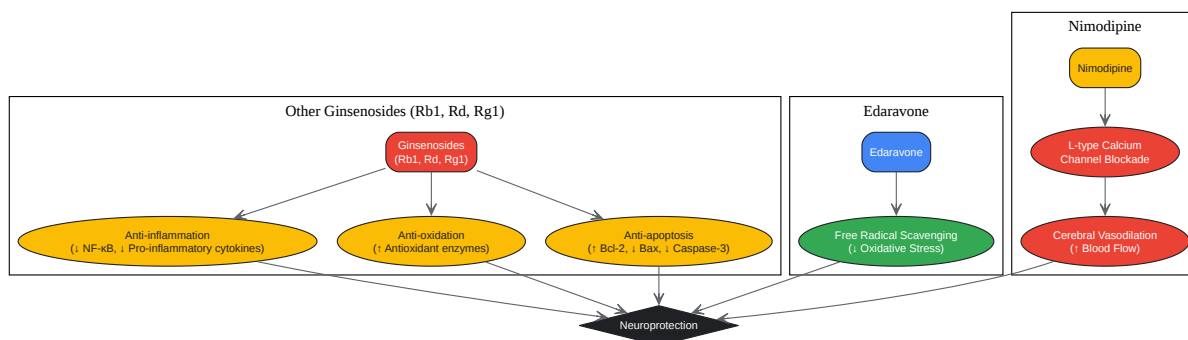 Nimodipine
Nimodipine
Other Ginsenosides (Rb1, Rd, Rg1)
Edaravone
Ginsenosides
(Rb1, Rd, Rg1)
Edaravone
L-type Calcium
Channel Blockade
Anti-inflammation
(↓ NF-κB, ↓ Pro-inflammatory cytokines)
Anti-oxidation
(↑ Antioxidant enzymes)
Anti-apoptosis
(↑ Bcl-2, ↓ Bax, ↓ Caspase-3)
Free Radical Scavenging
(↓ Oxidative Stress)
Cerebral Vasodilation
(↑ Blood Flow)
Neuroprotection